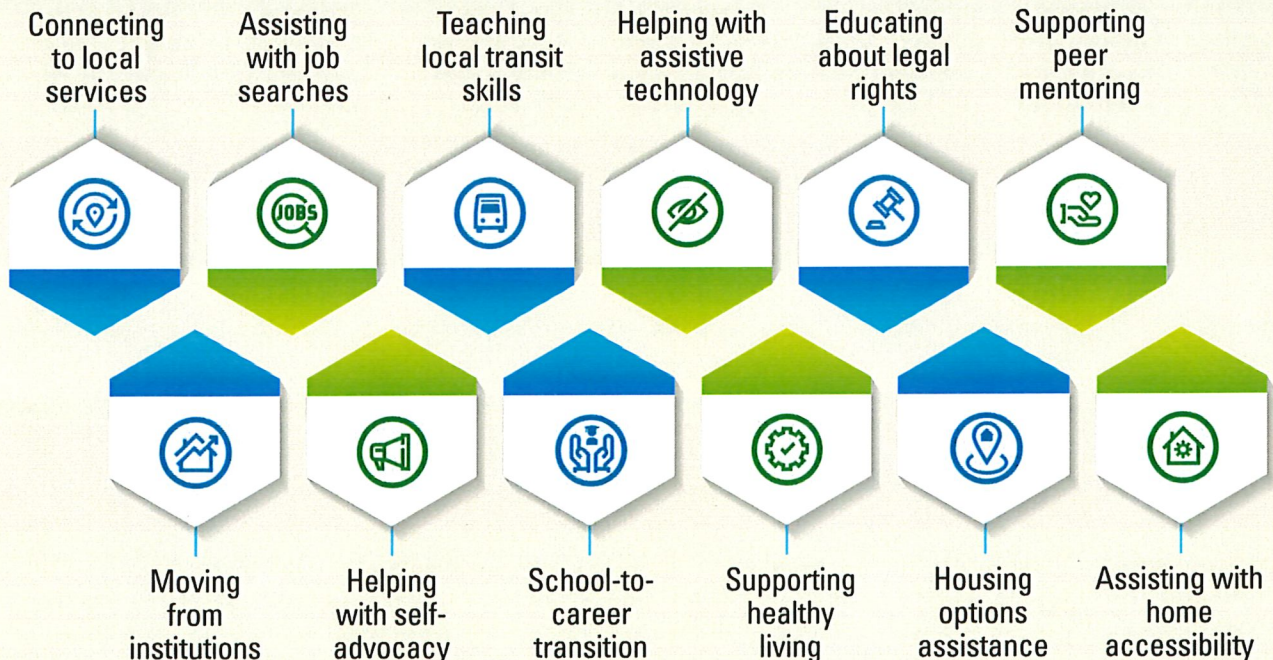 Connecting
to local
services
Assisting
with job
searches
Teaching
local transit
skills
Helping with
assistive
technology
Educating
about legal
rights
Supporting
peer
mentoring
JOBS
Moving
from
institutions
Helping
with self-
advocacy
School-to-
career
transition
Supporting
healthy
living
Housing
options
assistance
Assisting with
home
accessibility